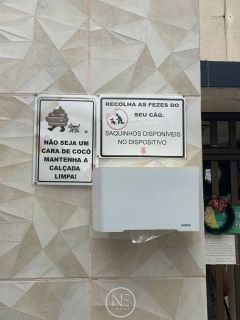 NÃO SEJA UM
CARA DE COCÔ
MANTENHA A
CALÇADA
LIMPA!
RECOLHA AS FEZES DO
SEU CÃO.
SAQUINHOS DISPONÍVEIS
NO DISPOSITIVO
NE